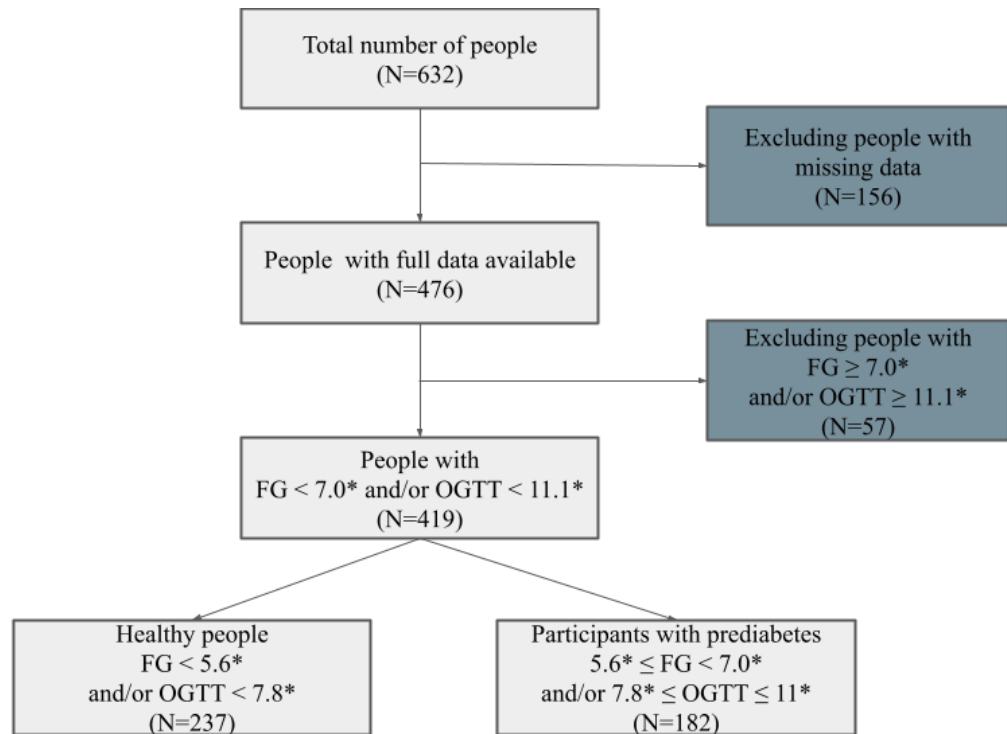 Total number of people
(N=632)
Excluding people with
missing data
(N=156)
People with full data available
(N=476)
Excluding people with
FG ≥ 7.0*
and/or OGTT ≥ 11.1*
(N=57)
People with
FG < 7.0* and/or OGTT < 11.1*
(N=419)
Healthy people
FG < 5.6*
and/or OGTT < 7.8*
(N=237)
Participants with prediabetes
5.6* ≤ FG < 7.0*
and/or 7.8* ≤ OGTT ≤ 11*
(N=182)